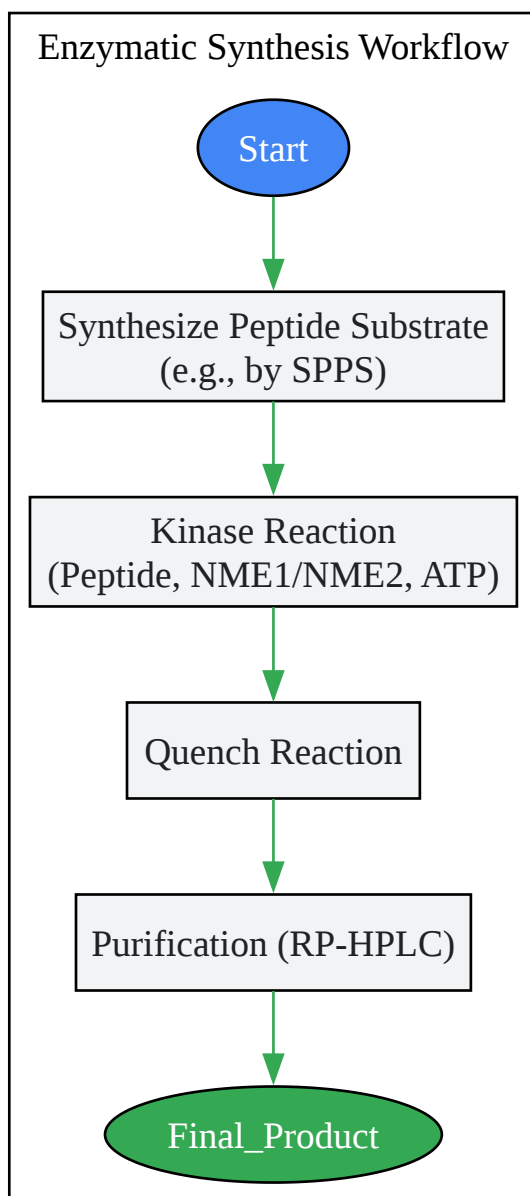 Enzymatic Synthesis Workflow
Start
Synthesize Peptide Substrate
(e.g., by SPPS)
Kinase Reaction
(Peptide, NME1/NME2, ATP)
Quench Reaction
Purification (RP-HPLC)
Final_Product